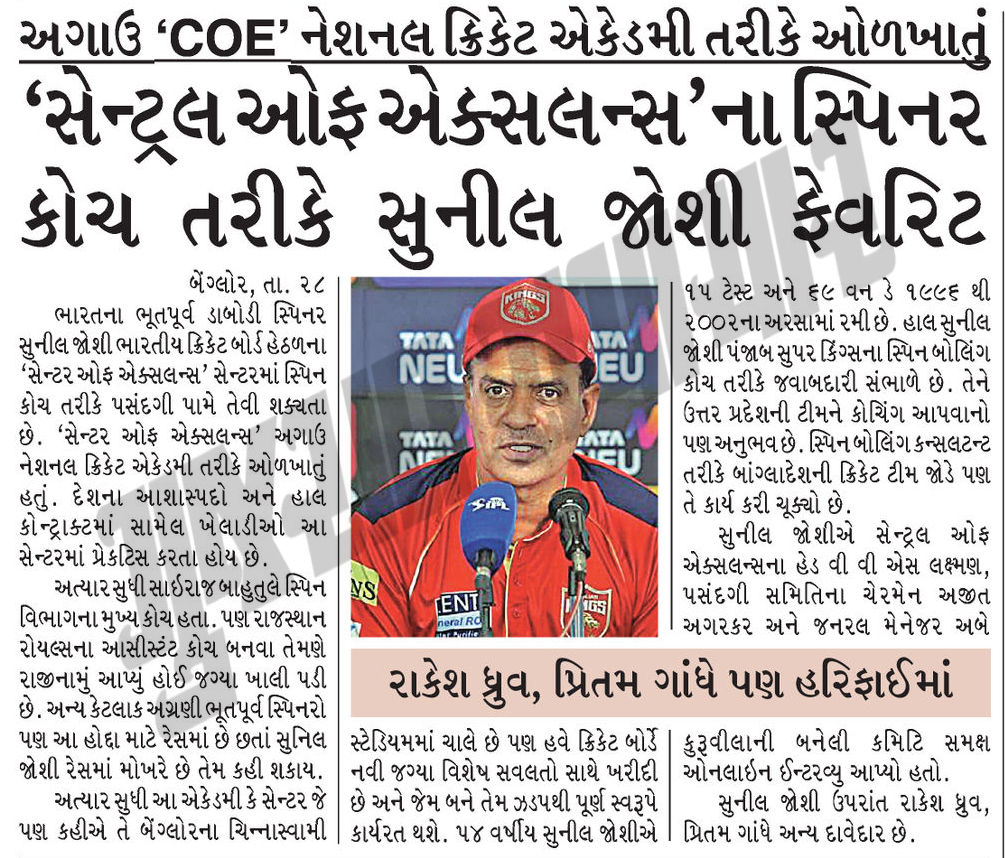 અગાઉ ‘COE’ નેશનલ ક્રિકેટ એકેડમી તરીકે ઓળખાતું
‘સેન્ટ્રલ ઓફ એક્સલન્સ’ના સ્પિનર
કોચ તરીકે સુનીલ જોશી ફેવરિટ
બેંગ્લોર, તા. ૨૮
ભારતના ભૂતપૂર્વ ડાબોડી સ્પિનર
સુનીલ જોશી ભારતીય ક્રિકેટ બોર્ડ હેઠળના
‘સેન્ટર ઓફ એક્સલન્સ’ સેન્ટરમાં સ્પિન
કોચ તરીકે પસંદગી પામે તેવી શક્યતા
છે. ‘સેન્ટર ઓફ એક્સલન્સ’ અગાઉ
નેશનલ ક્રિકેટ એકેડમી તરીકે ઓળખાતું
હતું. દેશના આશાસ્પદો અને હાલ
કોન્ટ્રાક્ટમાં સામેલ ખેલાડીઓ આ
સેન્ટરમાં પ્રેકટિસ કરતા હોય છે.
અત્યાર સુધી સાઇરાજ બાહુતુલે સ્પિન
વિભાગના મુખ્ય કોચ હતા. પણ રાજસ્થાન
રોયલ્સના આસીસ્ટંટ કોચ બનવા તેમણે
રાજીનામું આપ્યું હોઈ જગ્યા ખાલી પડી
છે. અન્ય કેટલાક અગ્રણી ભૂતપૂર્વ સ્પિનરો
પણ આ હોદ્દા માટે રેસમાં છે છતાં સુનિલ
જોશી રેસમાં મોખરે છે તેમ કહી શકાય.
અત્યાર સુધી આ એકેડેમી કે સેન્ટર જે
પણ કહીએ તે બેંગ્લોરના ચિન્નાસ્વામી
KINGS
TATA
NEU
TATA
NEU
IPL
LENT
eneral RO
KINGS
રાકેશ ધ્રુવ, પ્રિતમ ગાંધે પણ હરિફાઈમાં
સ્ટેડિયમમાં ચાલે છે પણ હવે ક્રિકેટ બોર્ડે
નવી જગ્યા વિશેષ સવલતો સાથે ખરીદી
છે અને જેમ બને તેમ ઝડપથી પૂર્ણ સ્વરૂપે
કાર્યરત થશે. ૫૪ વર્ષીય સુનીલ જોશીએ
૧૫ ટેસ્ટ અને ૬૯ વન ડે ૧૯૯૬ થી
૨૦૦૨ના અરસામાં રમી છે. હાલ સુનીલ
જોશી પંજાબ સુપર કિંગ્સના સ્પિન બોલિંગ
કોચ તરીકે જવાબદારી સંભાળે છે. તેને
ઉત્તર પ્રદેશની ટીમને કોચિંગ આપવાનો
પણ અનુભવ છે. સ્પિન બોલિંગ કન્સલટન્ટ
તરીકે બાંગ્લાદેશની ક્રિકેટ ટીમ જોડે પણ
તે કાર્ય કરી ચૂક્યો છે.
સુનીલ જોશીએ સેન્ટ્રલ ઓફ
એક્સલન્સના હેડ વી વી એસ લક્ષ્મણ,
પસંદગી સમિતિના ચેરમેન અજીત
અગરકર અને જનરલ મેનેજર અબે
કુરૂવીલાની બનેલી કમિટિ સમક્ષ
ઓનલાઇન ઈન્ટરવ્યુ આપ્યો હતો.
સુનીલ જોશી ઉપરાંત રાકેશ ધ્રુવ,
પ્રિતમ ગાંધે અન્ય દાવેદાર છે.